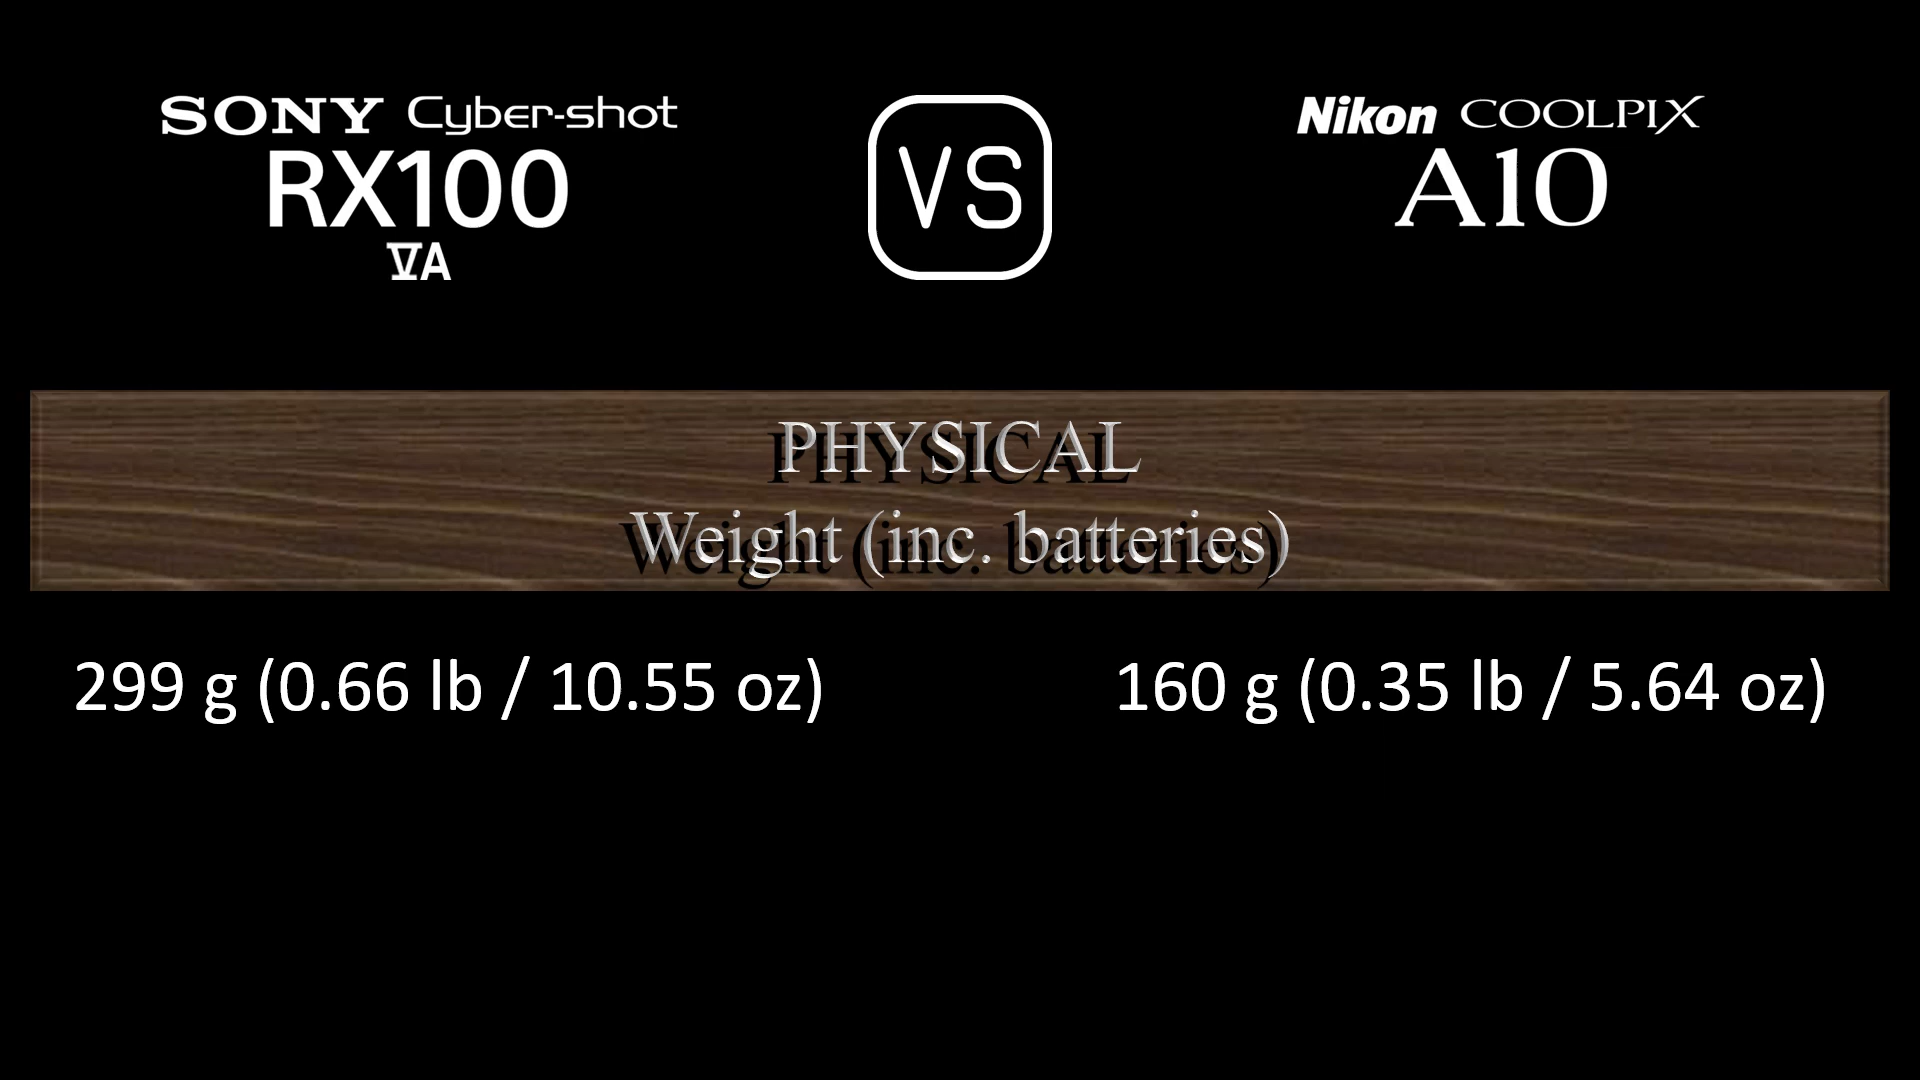 SONY Cyber-shot
RX100
VA
VS
Nikon COOLPIX
A10
PHYSICAL
Weight (inc. batteries)
299 g (0.66 lb / 10.55 oz)
160 g (0.35 lb / 5.64 oz)